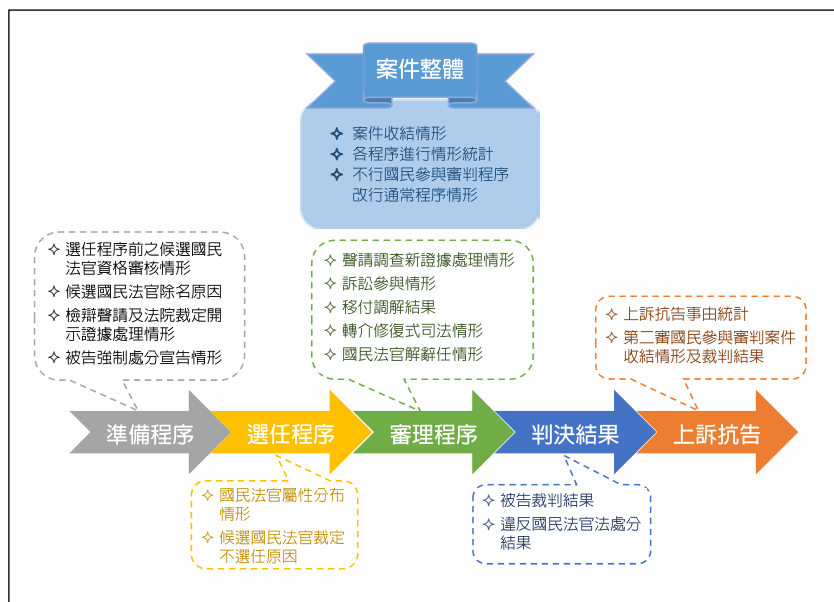 案件整體
✧ 案件收結情形
✧ 各程序進行情形統計
✧ 不行國民參與審判程序
改行通常程序情形
✧ 選任程序前之候選國民
法官資格審核情形
✧ 候選國民法官除名原因
✧ 檢辯聲請及法院裁定開
示證據處理情形
✧ 被告強制處分宣告情形
✧ 聲請調查新證據處理情形
✧ 訴訟參與情形
✧ 移付調解結果
✧ 轉介修復式司法情形
✧ 國民法官解辭任情形
✧ 上訴抗告事由統計
✧ 第二審國民參與審判案件
收結情形及裁判結果
準備程序
選任程序
審理程序
判決結果
上訴抗告
✧ 國民法官屬性分布
情形
✧ 候選國民法官裁定
不選任原因
✧ 被告裁判結果
✧ 違反國民法官法處分
結果